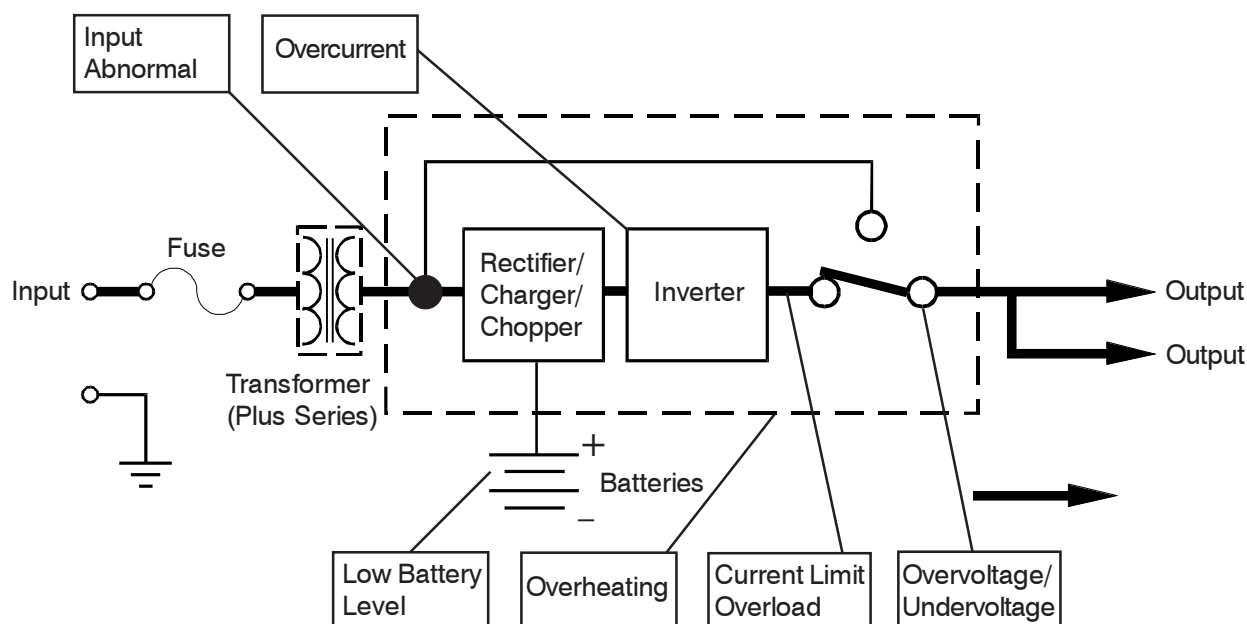 Input
Abnormal
Overcurrent
Fuse
Input
Transformer
(Plus Series)
Rectifier/
Charger/
Chopper
Inverter
Output
Output
+
Batteries
–
Low Battery
Level
Overheating
Current Limit
Overload
Overvoltage/
Undervoltage